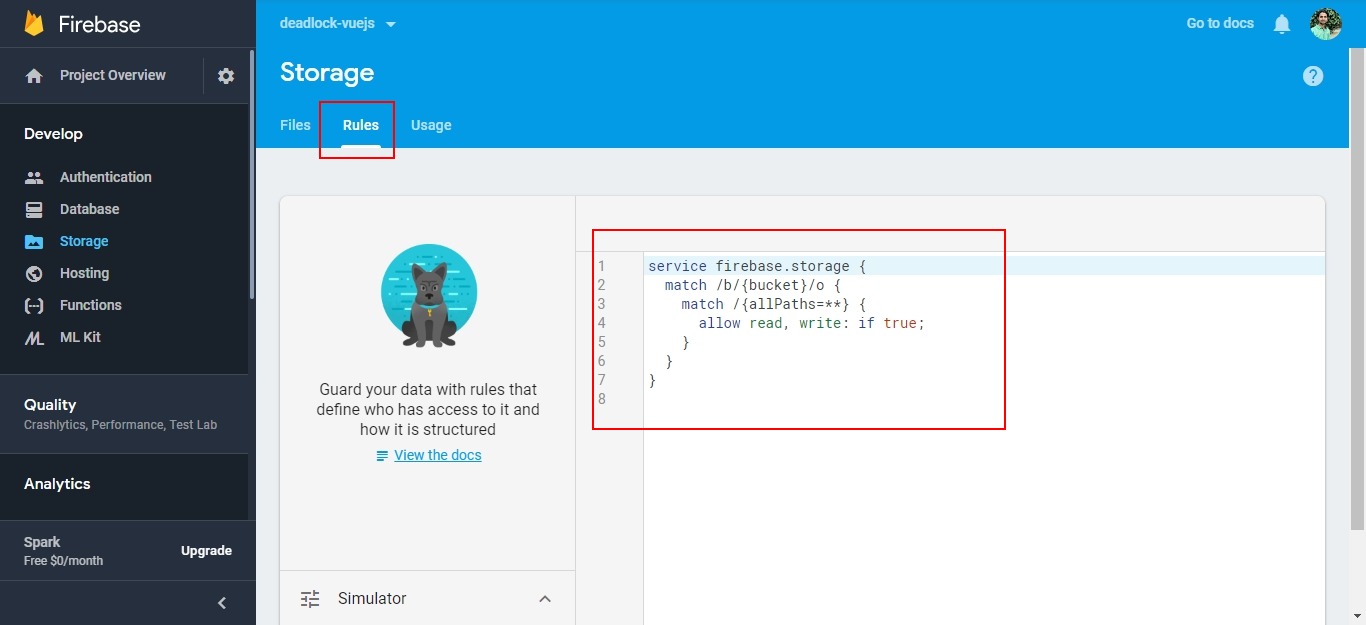 Firebase
Project Overview
Develop
Authentication
Database
Storage
Hosting
Functions
ML Kit
Quality
Crashlytics, Performance, Test Lab
Analytics
Spark
Free $0/month
Upgrade
deadlock-vuejs
Go to docs
Storage
Files
Rules
Usage
Guard your data with rules that
define who has access to it and
how it is structured
View the docs
Simulator
1 service firebase.storage {
2 match /b/{bucket}/o {
3 match /{allPaths=**} {
4 allow read, write: if true;
5 }
6 }
7 }
8